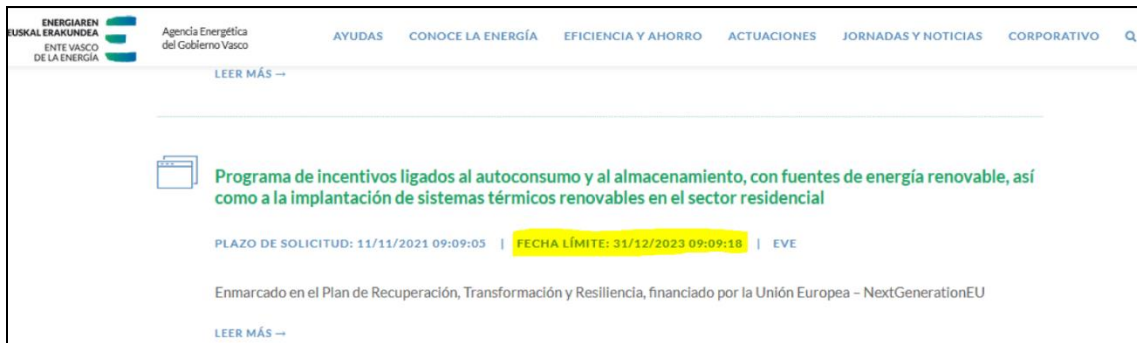 ENERGIAREN
EUSKAL ERAKUNDEA
ENTE VASCO
DE LA ENERGÍA
Agencia Energética
del Gobierno Vasco
AYUDAS CONOCE LA ENERGÍA EFICIENCIA Y AHORRO ACTUACIONES JORNADAS Y NOTICIAS CORPORATIVO
LEER MÁS →
Programa de incentivos ligados al autoconsumo y al almacenamiento, con fuentes de energía renovable, así
como a la implantación de sistemas térmicos renovables en el sector residencial
PLAZO DE SOLICITUD: 11/11/2021 09:09:05 | FECHA LÍMITE: 31/12/2023 09:09:18 | EVE
Enmarcado en el Plan de Recuperación, Transformación y Resiliencia, financiado por la Unión Europea – NextGenerationEU
LEER MÁS →